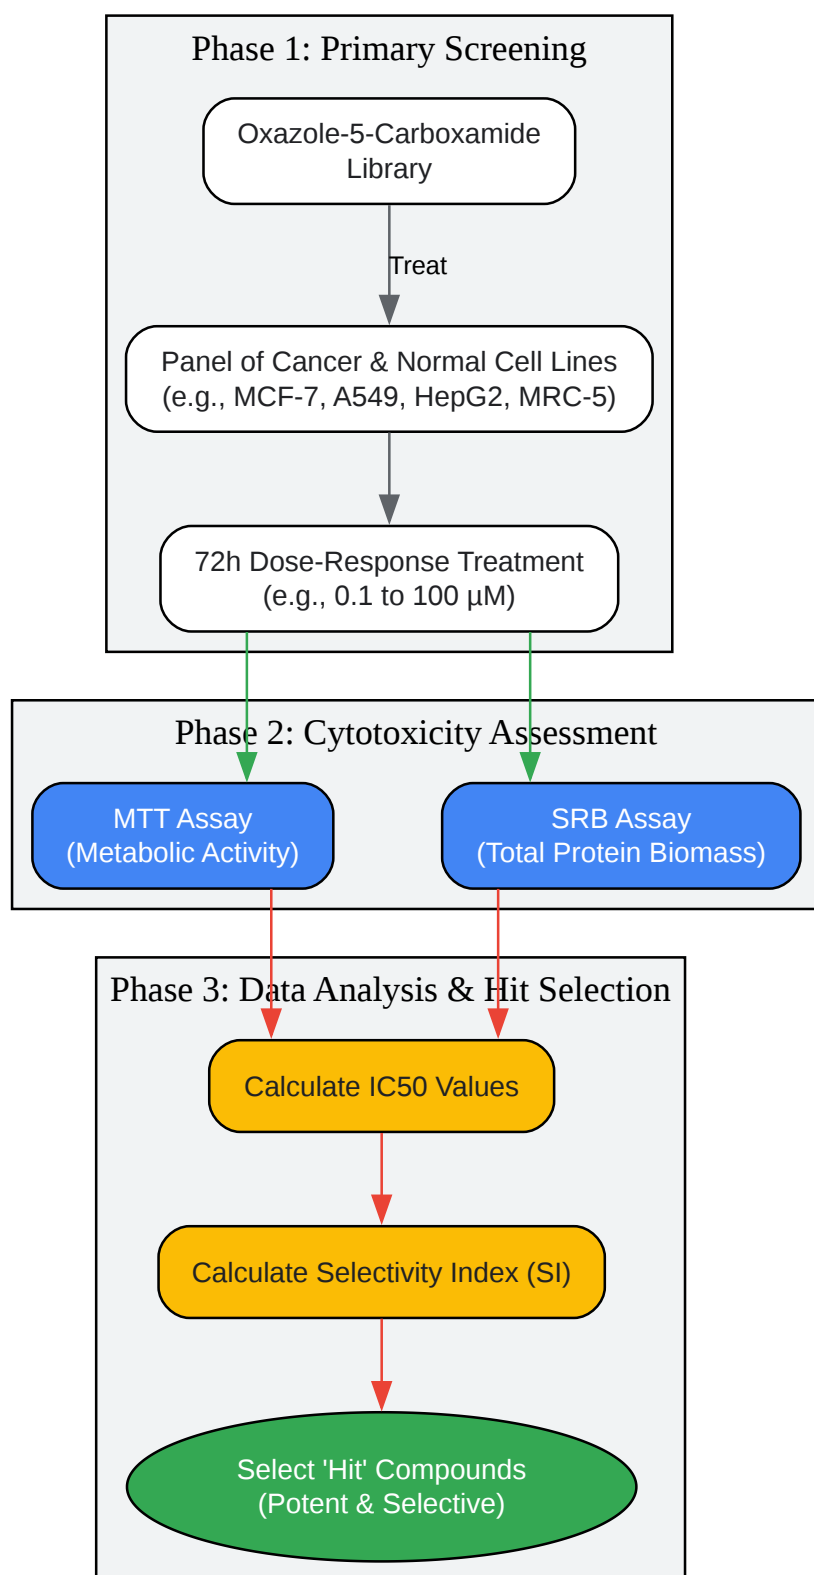 Phase 1: Primary Screening
Oxazole-5-Carboxamide
Library
Treat
Panel of Cancer & Normal Cell Lines
(e.g., MCF-7, A549, HepG2, MRC-5)
72h Dose-Response Treatment
(e.g., 0.1 to 100 µM)
Phase 2: Cytotoxicity Assessment
MTT Assay
(Metabolic Activity)
SRB Assay
(Total Protein Biomass)
Phase 3: Data Analysis & Hit Selection
Calculate IC50 Values
Calculate Selectivity Index (SI)
Select 'Hit' Compounds
(Potent & Selective)